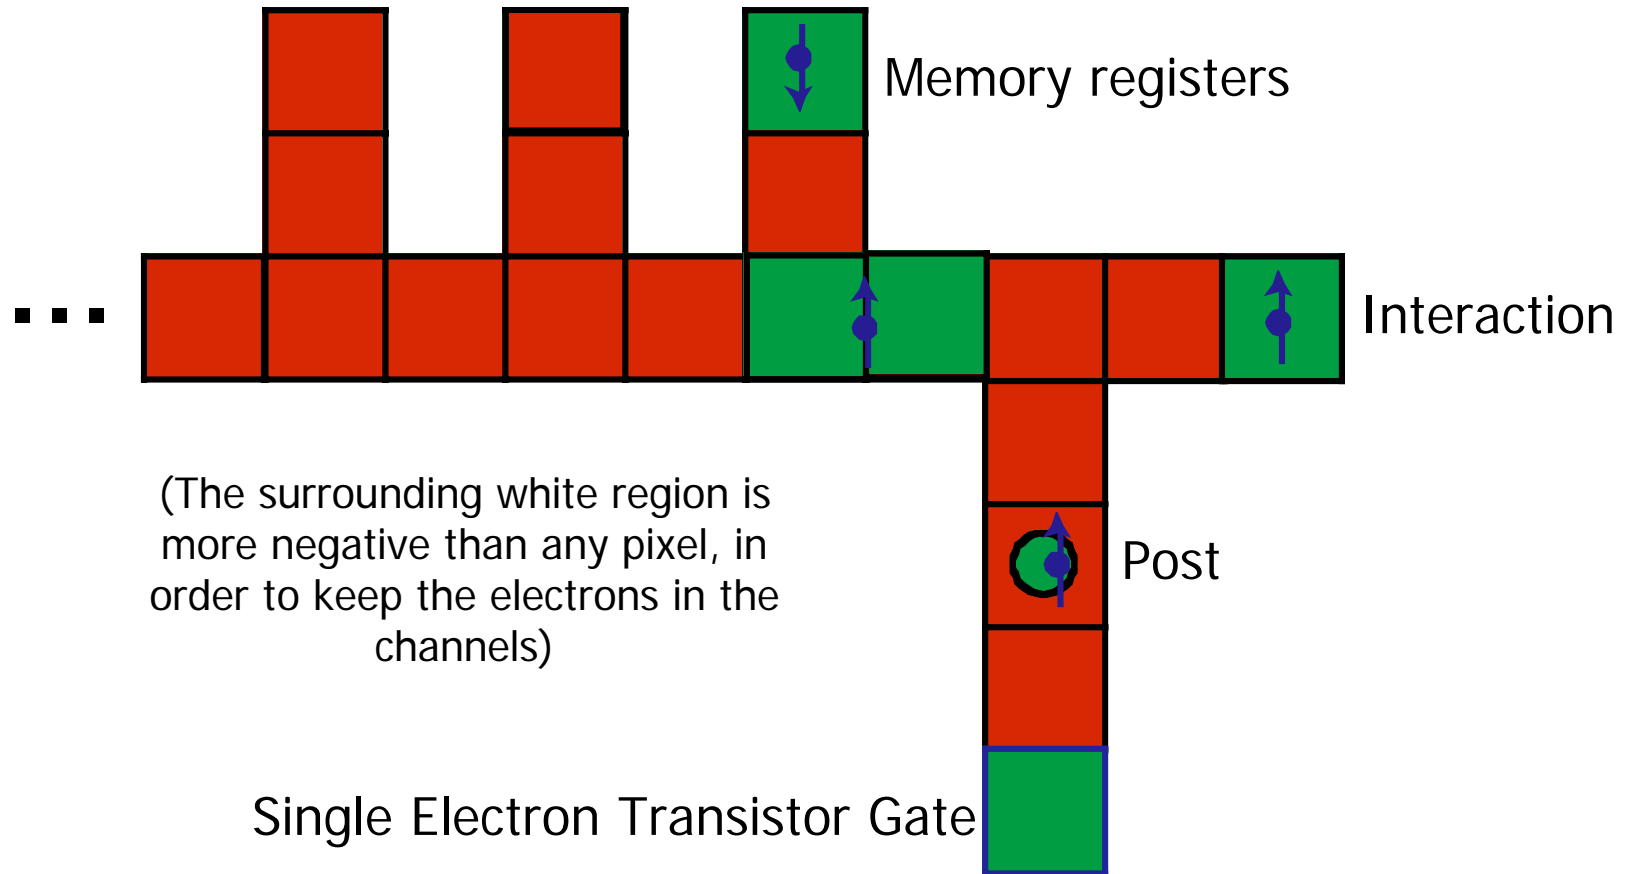 Memory registers
Interaction
(The surrounding white region is
more negative than any pixel, in
order to keep the electrons in the
channels)
Post
Single Electron Transistor Gate